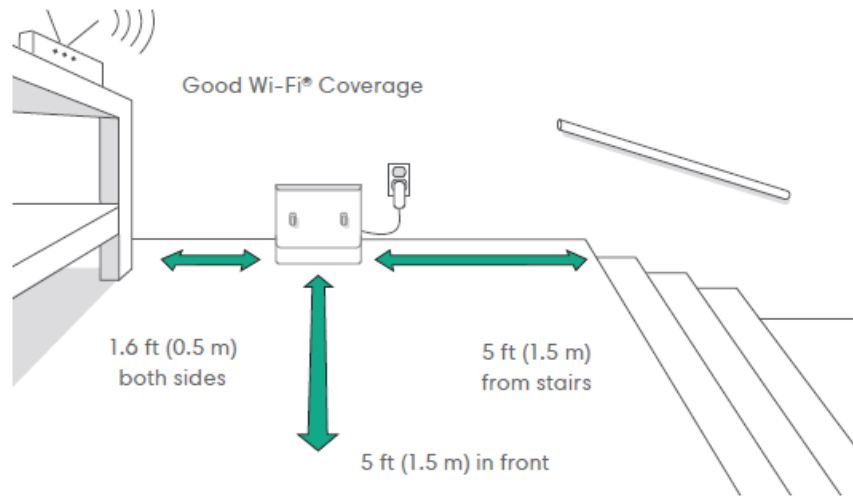 Good Wi-Fi® Coverage
1.6 ft (0.5 m)
both sides
5 ft (1.5 m)
from stairs
5 ft (1.5 m) in front